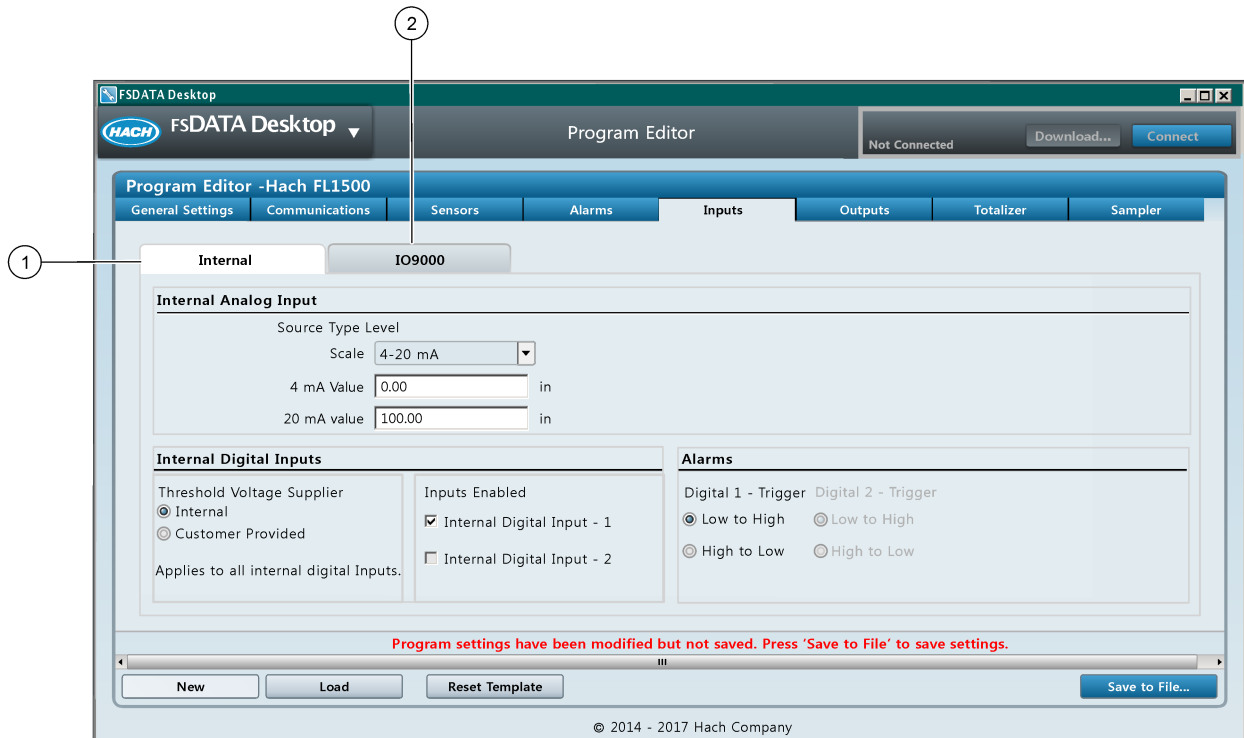 2
1
FSDATA Desktop
HACH FSDATA Desktop
Program Editor
Not Connected
Download...
Connect
Program Editor -Hach FL1500
General Settings
Communications
Sensors
Alarms
Inputs
Outputs
Totalizer
Sampler
Internal
IO9000
Internal Analog Input
Source Type Level
Scale 4-20 mA
4 mA Value 0.00 in
20 mA value 100.00 in
Internal Digital Inputs
Threshold Voltage Supplier
Internal
Customer Provided
Applies to all internal digital Inputs.
Inputs Enabled
Internal Digital Input - 1
Internal Digital Input - 2
Alarms
Digital 1 - Trigger Digital 2 - Trigger
Low to High Low to High
High to Low High to Low
Program settings have been modified but not saved. Press ‘Save to File’ to save settings.
New
Load
Reset Template
Save to File...
© 2014 - 2017 Hach Company